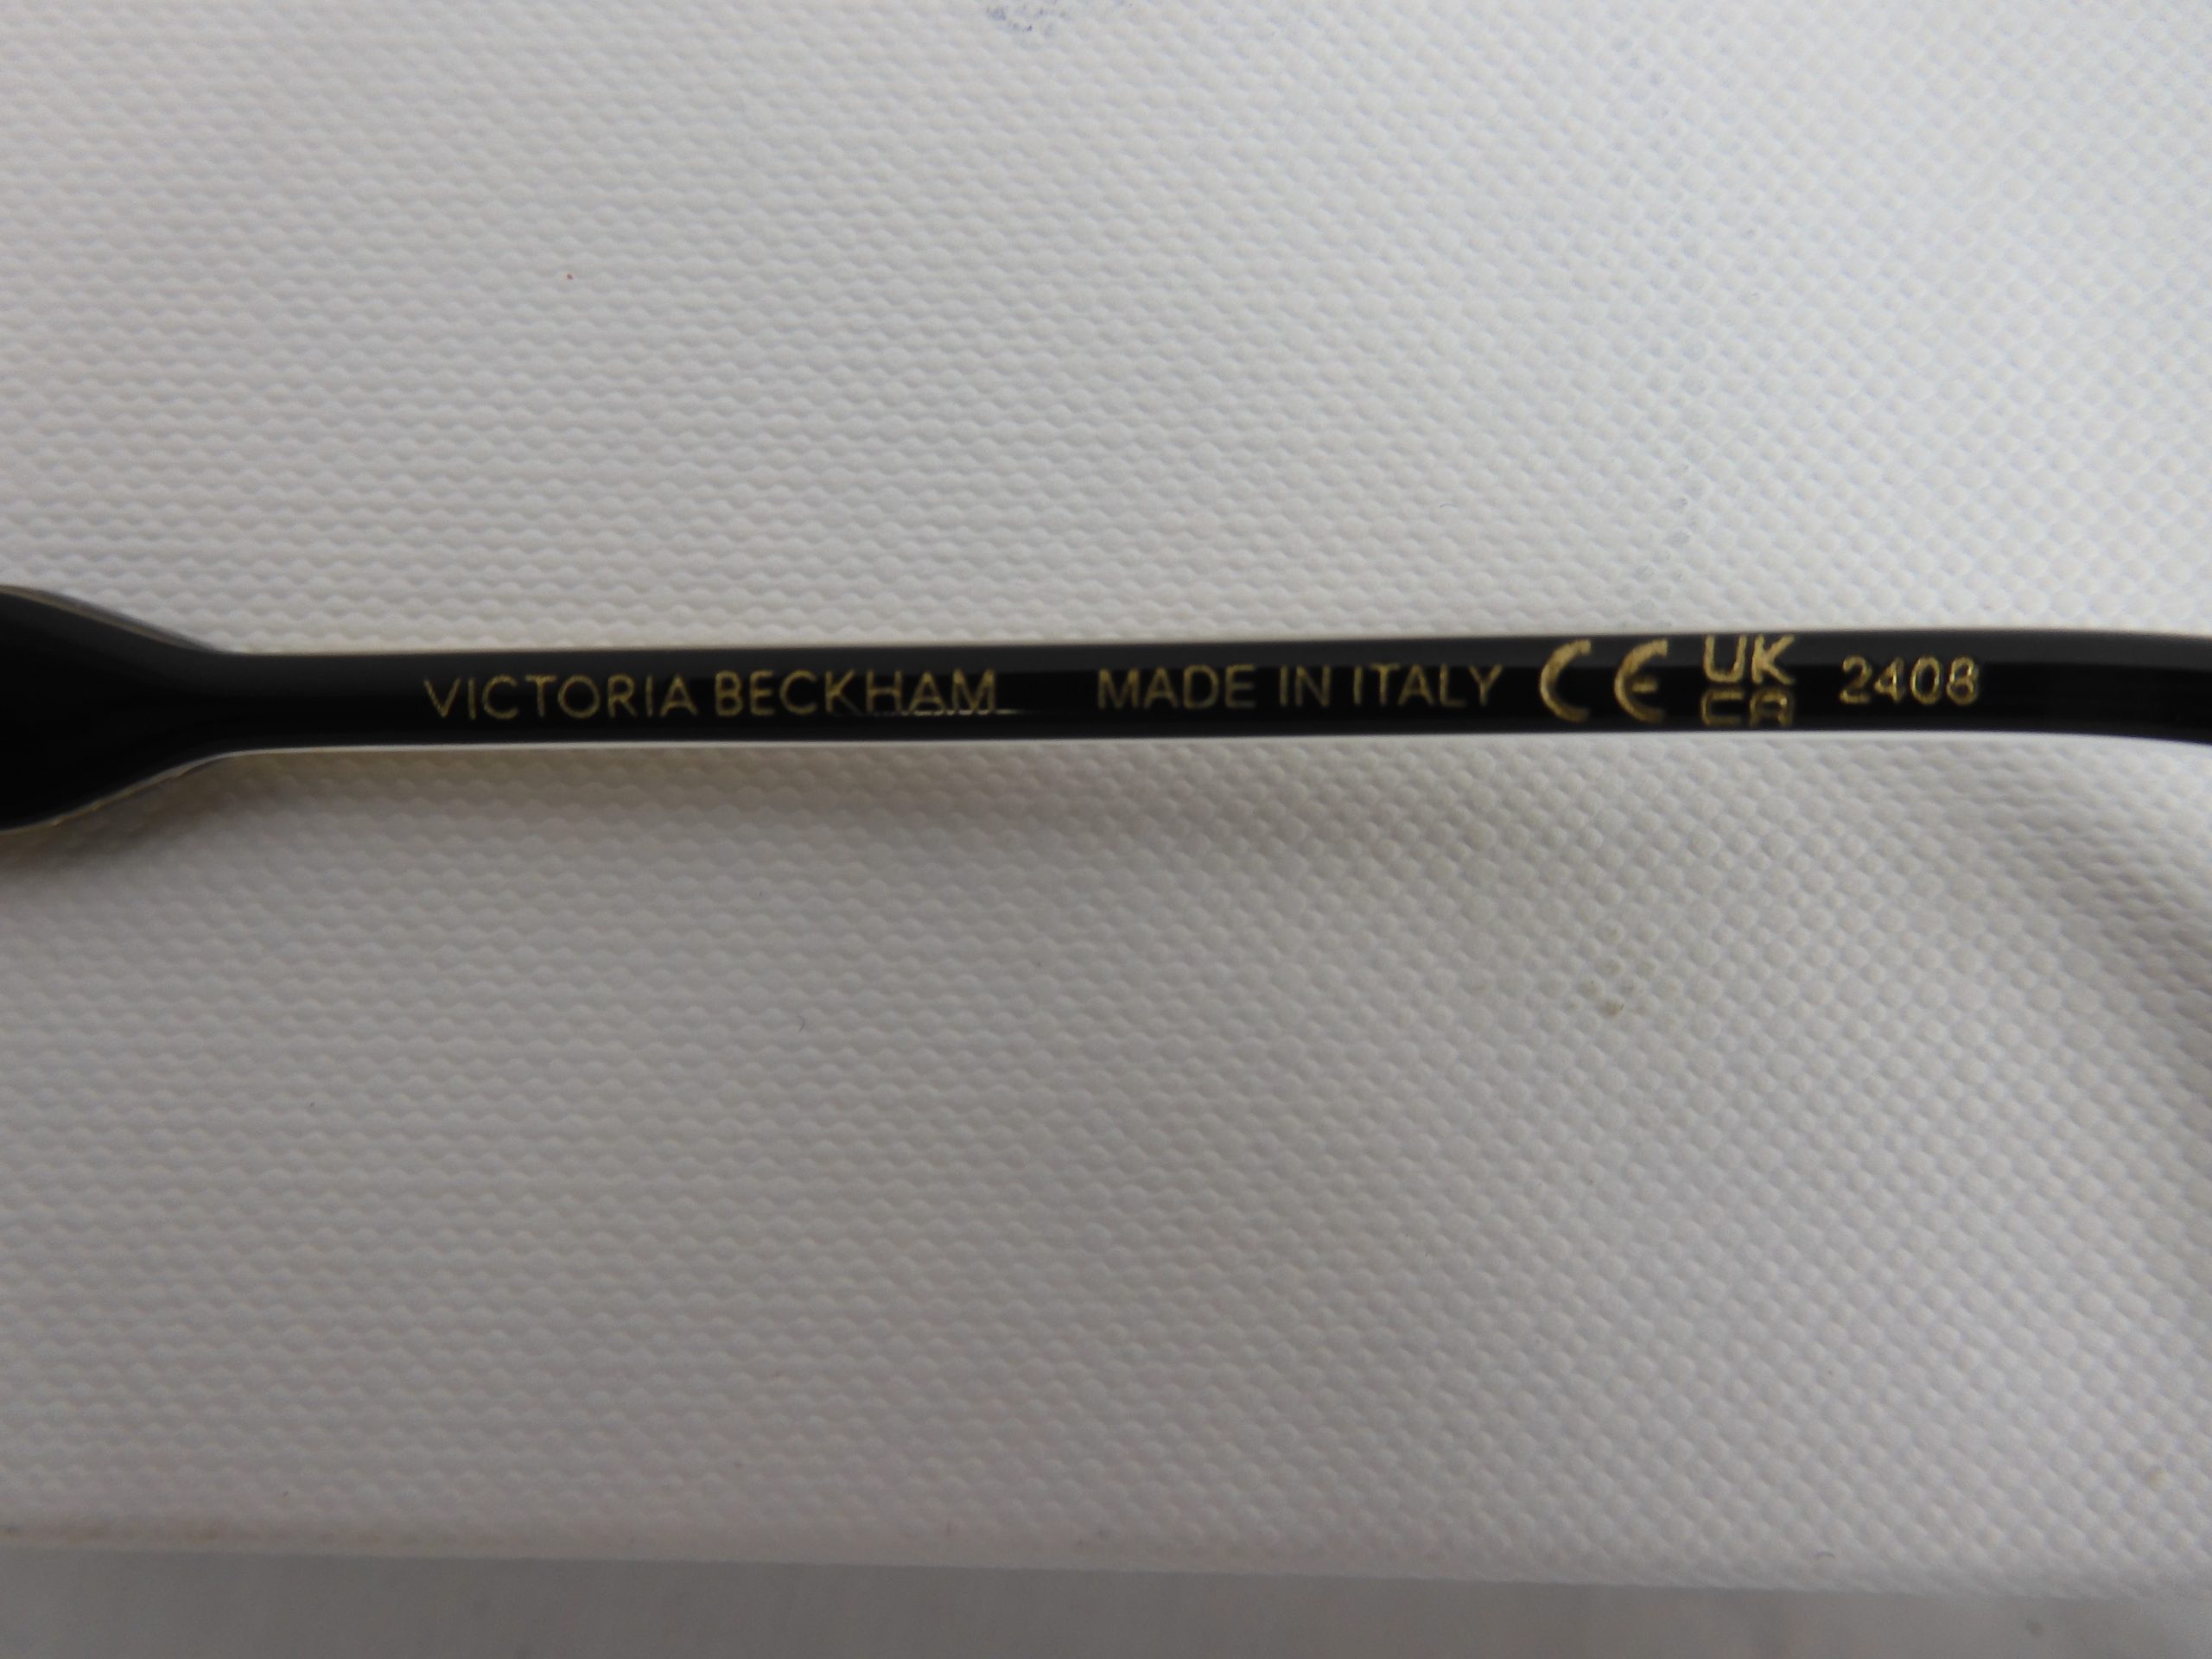 VICTORIA BECKHAM MADE IN ITALY CE UK CA 2408